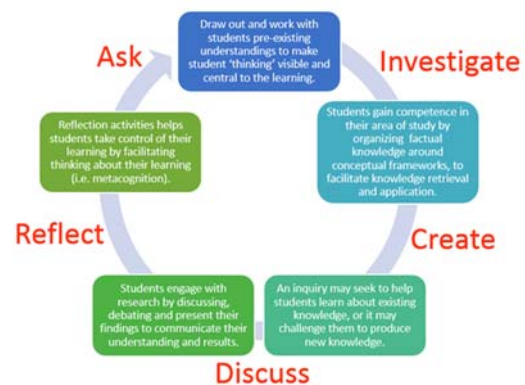 Ask
Draw out and work with
students pre-existing
understandings to make
student ‘thinking’ visible and
central to the learning.
Investigate
Students gain competence in
their area of study by
organizing factual
knowledge around
conceptual frameworks, to
facilitate knowledge retrieval
and application.
Create
An inquiry may seek to help
students learn about existing
knowledge, or it may
challenge them to produce
new knowledge.
Discuss
Students engage with
research by discussing,
debating and present their
findings to communicate their
understanding and results.
Reflect
Reflection activities helps
students take control of their
learning by facilitating
thinking about their learning
(i.e. metacognition).